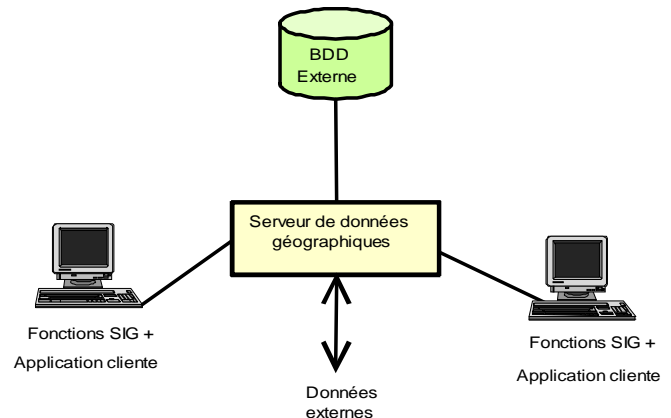 BDD
Externe
Serveur de données
géographiques
Fonctions SIG +
Application cliente
Fonctions SIG +
Application cliente
Données
externes